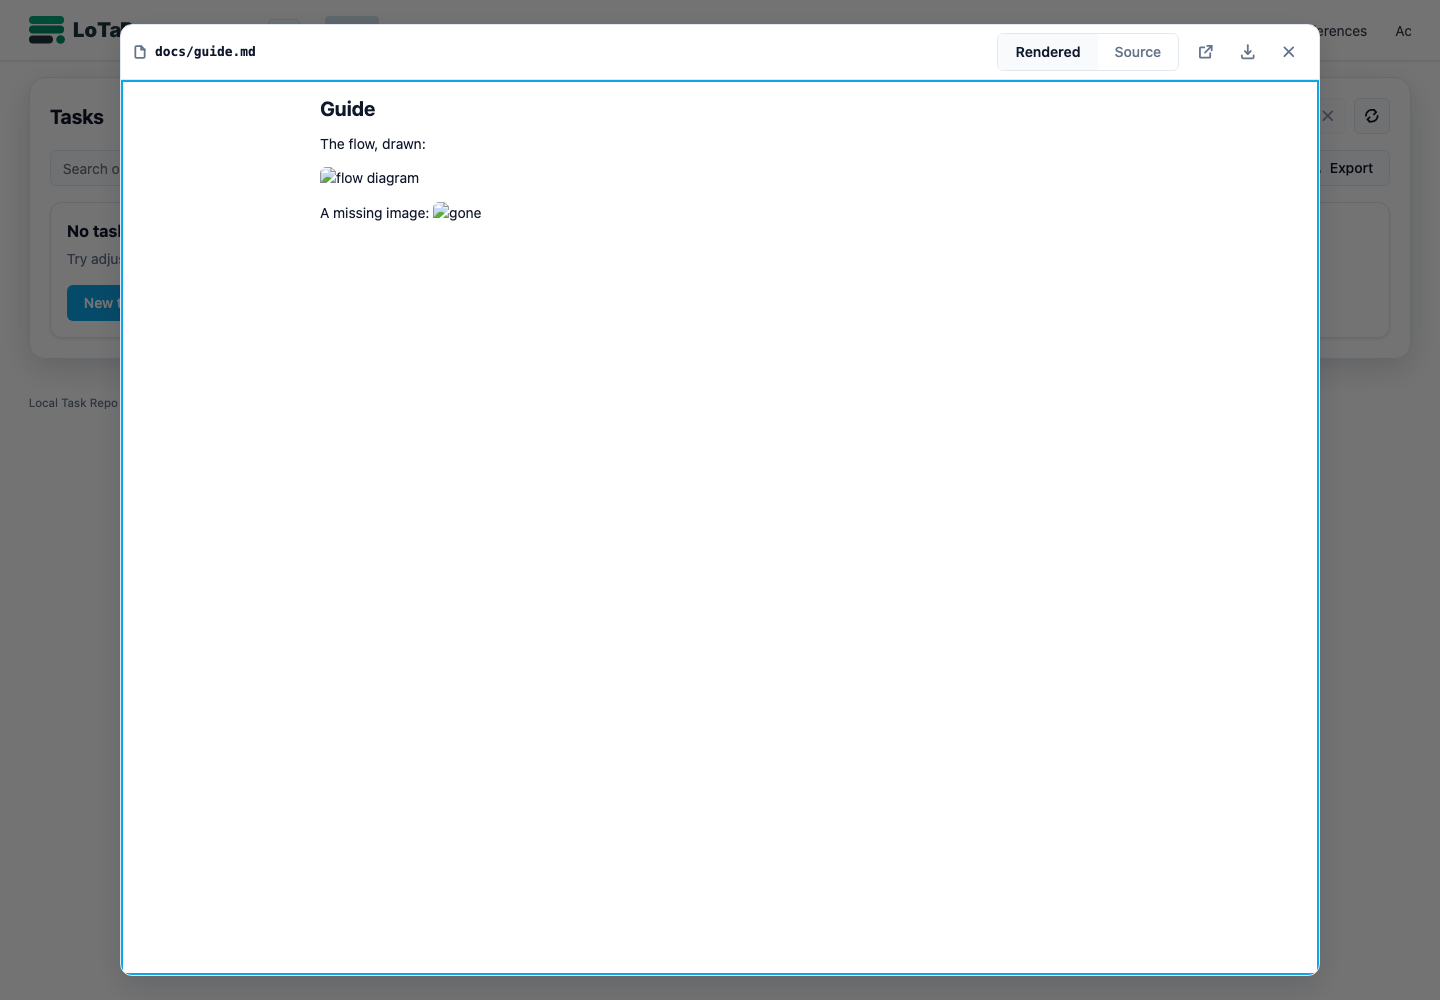 LoTa
erences
Ac
docs/guide.md
Rendered
Source
Tasks
Search o
Export
No tas
Try adju
New t
Local Task Repo
Guide
The flow, drawn:
flow diagram
A missing image: gone